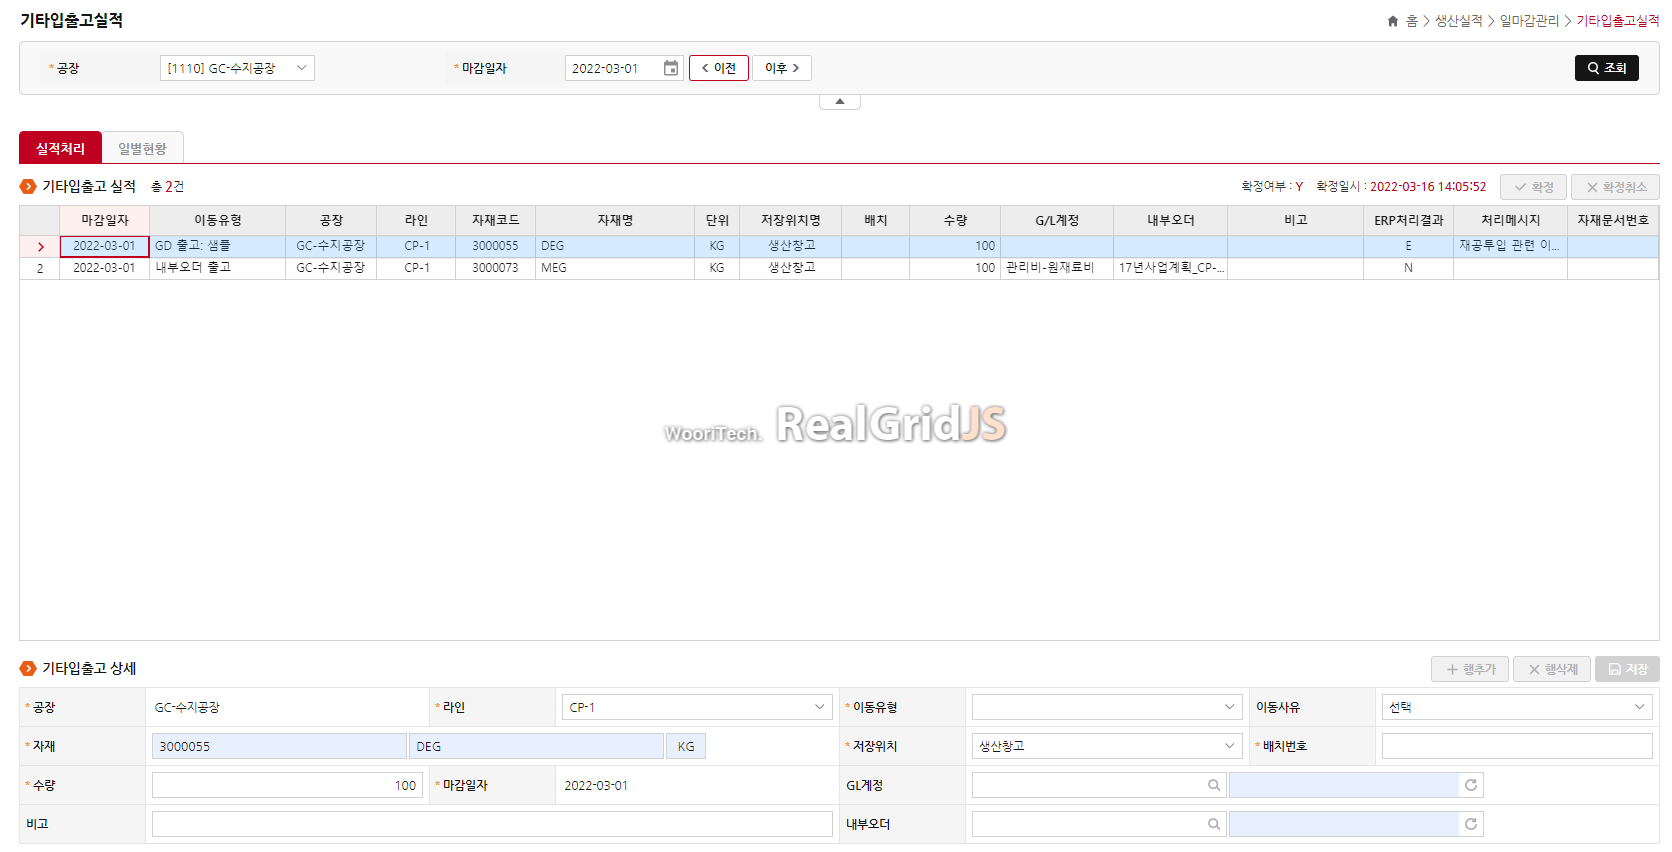 기타입출고실적
홈 > 생산실적 > 일마감관리 > 기타입출고실적
* 공장 [1110] GC-수지공장 * 마감일자 2022-03-01 이전 이후 조회
실적처리 일별현황
기타입출고 실적 총 2건 확정여부 : Y 확정일시 : 2022-03-16 14:05:52 확정 확정취소
마감일자 이동유형 공장 라인 자재코드 자재명 단위 저장위치명 배치 수량 G/L계정 내부오더 비고 ERP처리결과 처리메시지 자재문서번호
2022-03-01 GD 출고: 샘플 GC-수지공장 CP-1 3000055 DEG KG 생산창고 100 E 재공투입 관련 이...
2 2022-03-01 내부오더 출고 GC-수지공장 CP-1 3000073 MEG KG 생산창고 100 관리비-원재료비 17년사업계획_CP-... N
WooriTech. RealGridJS
기타입출고 상세 행추가 행삭제 저장
* 공장 GC-수지공장 * 라인 CP-1 * 이동유형 이동사유 선택
* 자재 3000055 DEG KG * 저장위치 생산창고 * 배치번호
* 수량 100 * 마감일자 2022-03-01 GL계정
비고 내부오더